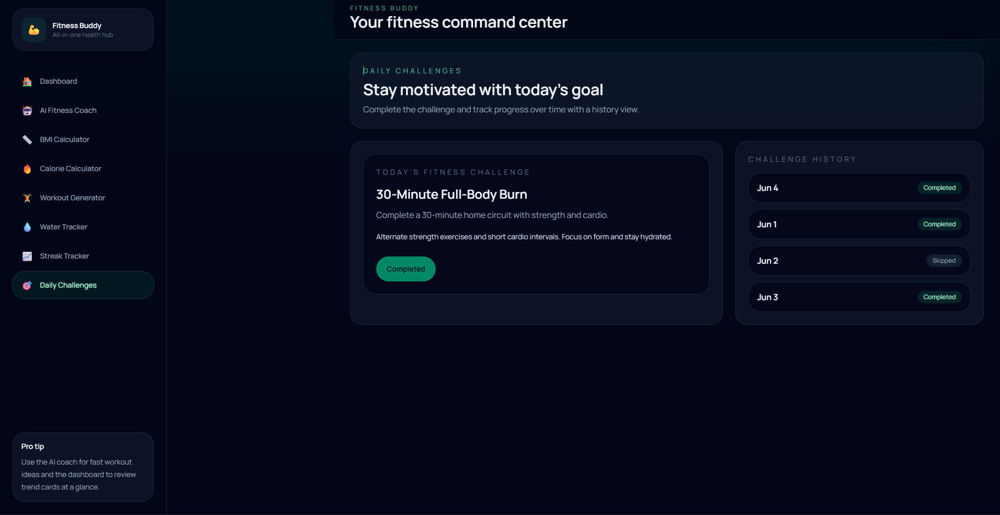 Fitness Buddy
All-in-one health hub
Dashboard
AI Fitness Coach
BMI Calculator
Calorie Calculator
Workout Generator
Water Tracker
Streak Tracker
Daily Challenges
Pro tip
Use the AI coach for fast workout
ideas and the dashboard to review
trend cards at a glance.
FITNESS BUDDY
Your fitness command center
DAILY CHALLENGES
Stay motivated with today's goal
Complete the challenge and track progress over time with a history view.
TODAY'S FITNESS CHALLENGE
30-Minute Full-Body Burn
Complete a 30-minute home circuit with strength and cardio.
Alternate strength exercises and short cardio intervals. Focus on form and stay hydrated.
Completed
CHALLENGE HISTORY
Jun 4 Completed
Jun 1 Completed
Jun 2 Skipped
Jun 3 Completed